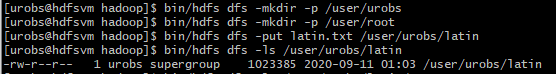 [urobs@hdfsvm hadoop]$ bin/hdfs dfs -mkdir -p /user/urobs
[urobs@hdfsvm hadoop]$ bin/hdfs dfs -mkdir -p /user/root
[urobs@hdfsvm hadoop]$ bin/hdfs dfs -put latin.txt /user/urobs/latin
[urobs@hdfsvm hadoop]$ bin/hdfs dfs -ls /user/urobs/latin
-rw-r--r--   1 urobs supergroup    1023385 2020-09-11 01:03 /user/urobs/latin